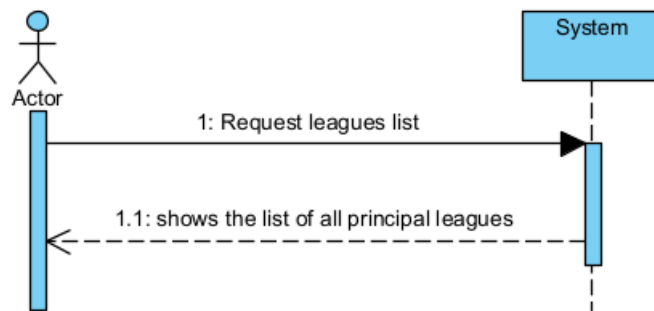 System
Actor
1: Request leagues list
1.1: shows the list of all principal leagues